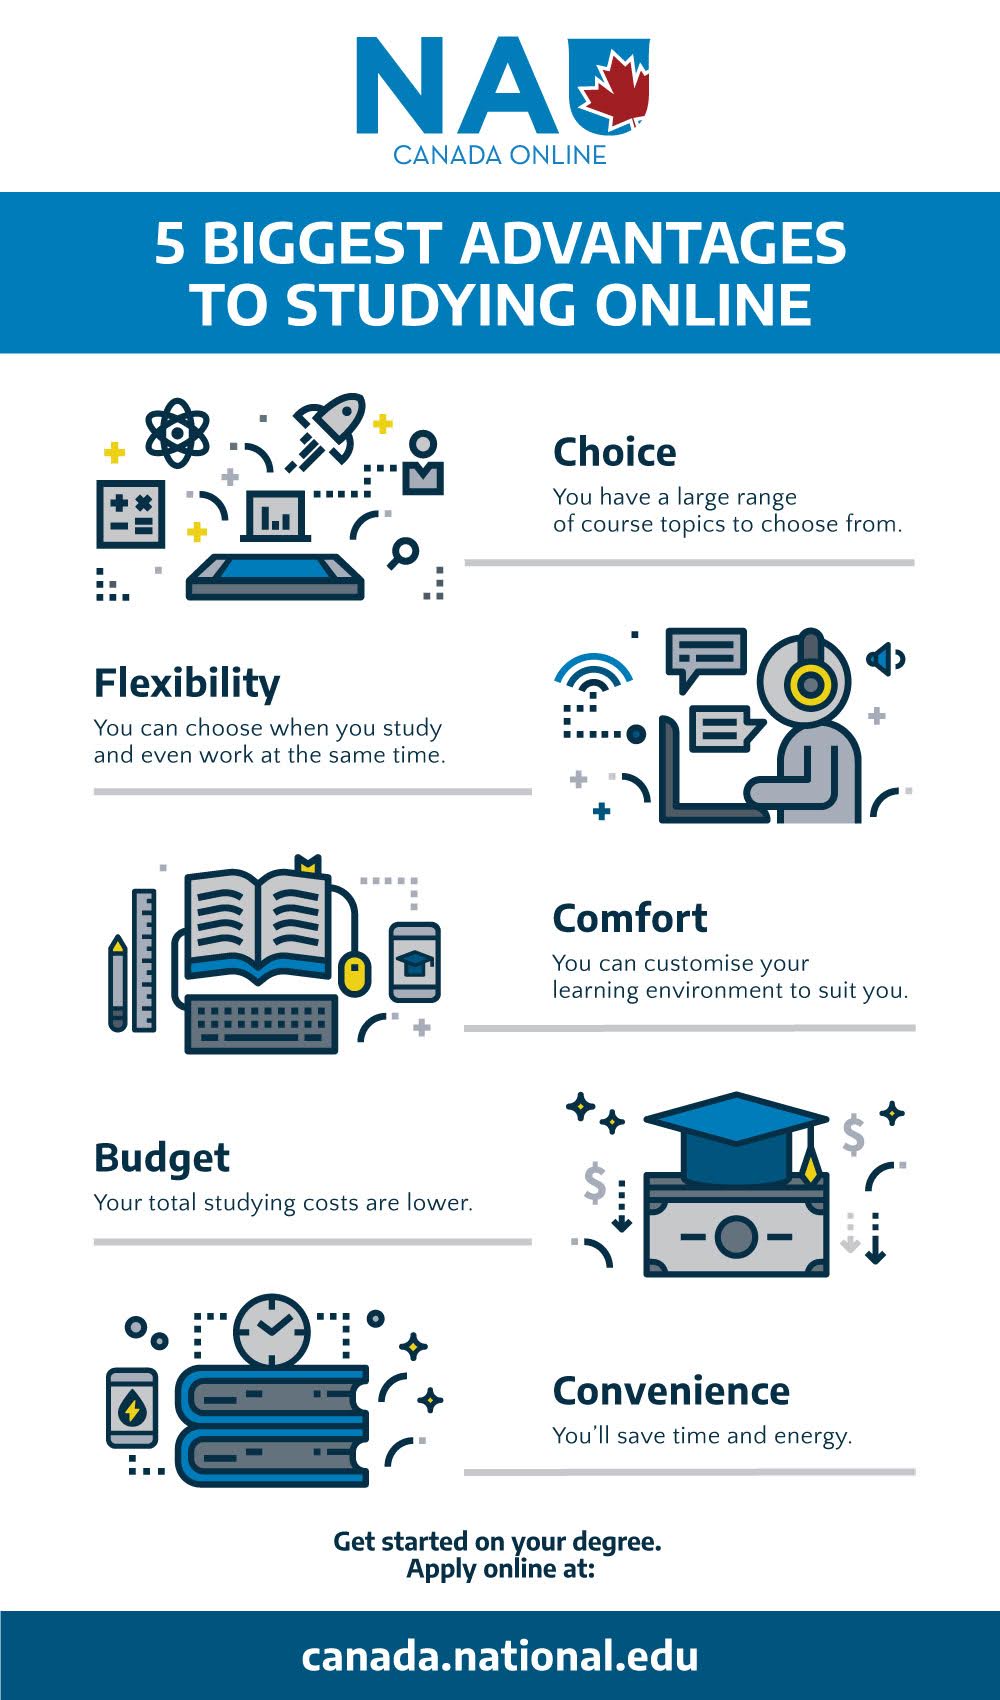 NAU
CANADA ONLINE
5 BIGGEST ADVANTAGES
TO STUDYING ONLINE
Choice
You have a large range
of course topics to choose from.
Flexibility
You can choose when you study
and even work at the same time.
Comfort
You can customise your
learning environment to suit you.
Budget
Your total studying costs are lower.
Convenience
You'll save time and energy.
Get started on your degree.
Apply online at:
canada.national.edu